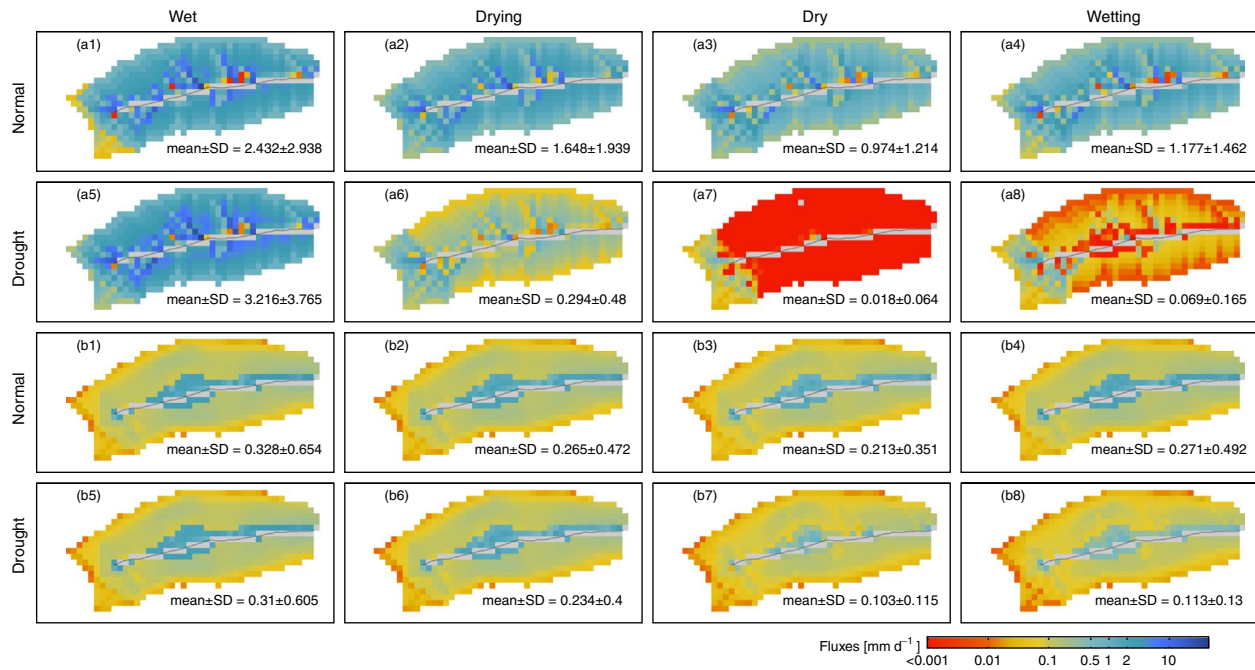 Wet Drying Dry Wetting
Normal
(a1) (a2) (a3) (a4)
mean±SD = 2.432±2.938 mean±SD = 1.648±1.939 mean±SD = 0.974±1.214 mean±SD = 1.177±1.462
Drought
(a5) (a6) (a7) (a8)
mean±SD = 3.216±3.765 mean±SD = 0.294±0.48 mean±SD = 0.018±0.064 mean±SD = 0.069±0.165
Normal
(b1) (b2) (b3) (b4)
mean±SD = 0.328±0.654 mean±SD = 0.265±0.472 mean±SD = 0.213±0.351 mean±SD = 0.271±0.492
Drought
(b5) (b6) (b7) (b8)
mean±SD = 0.31±0.605 mean±SD = 0.234±0.4 mean±SD = 0.103±0.115 mean±SD = 0.113±0.13
Fluxes [mm d⁻¹]
<0.001 0.01 0.1 0.5 1 2 10